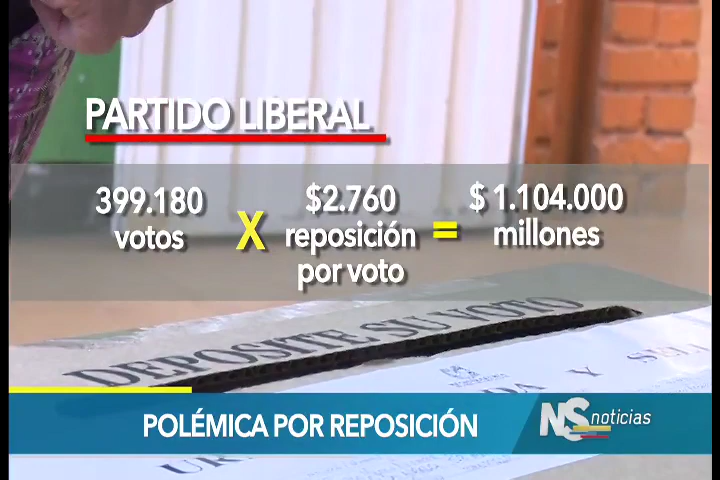 PARTIDO LIBERAL
399.180 votos
X
$2.760 reposición por voto
=
$ 1.104.000 millones
DEPOSITE SU VOTO
POLÉMICA POR REPOSICIÓN
NS noticias